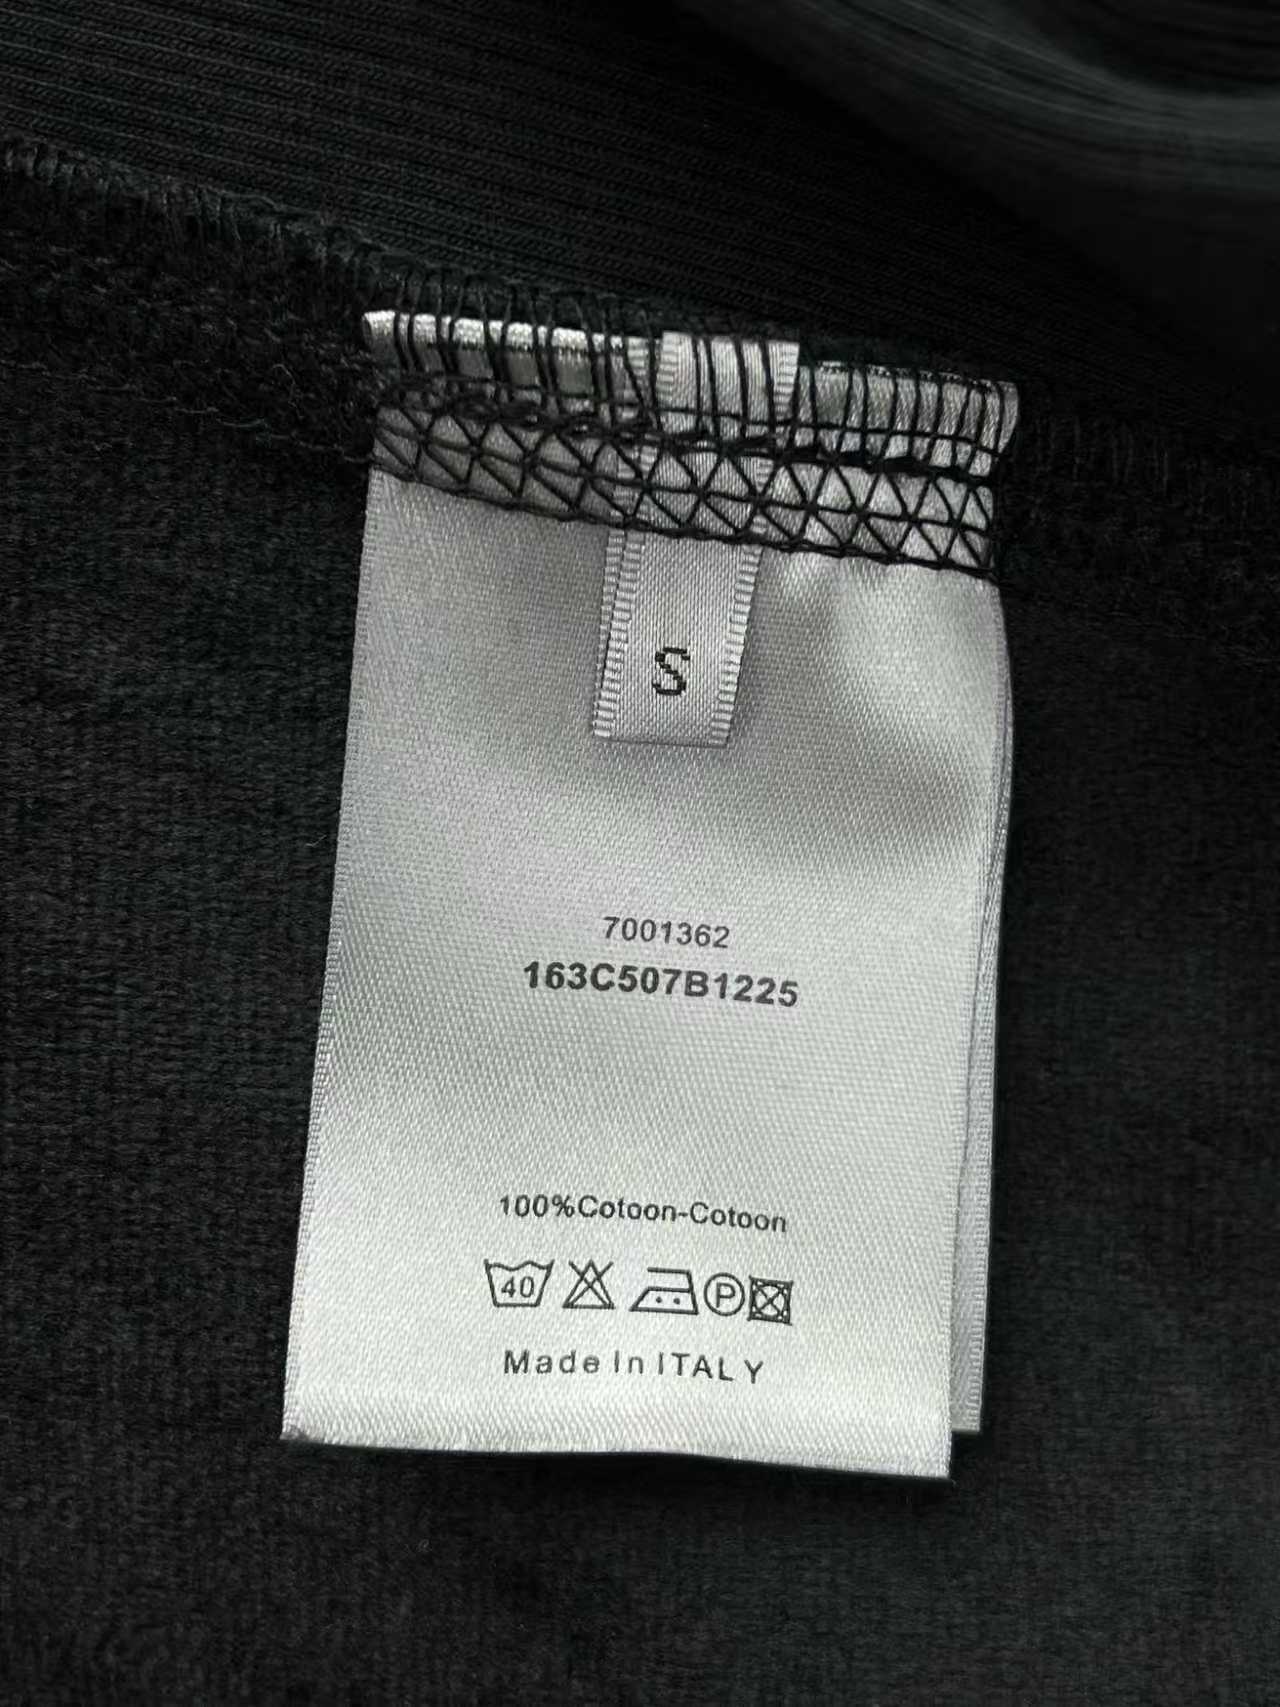 S
7001362
163C507B1225
100%Cotoon-Cotoon
40 P
Made In ITALY